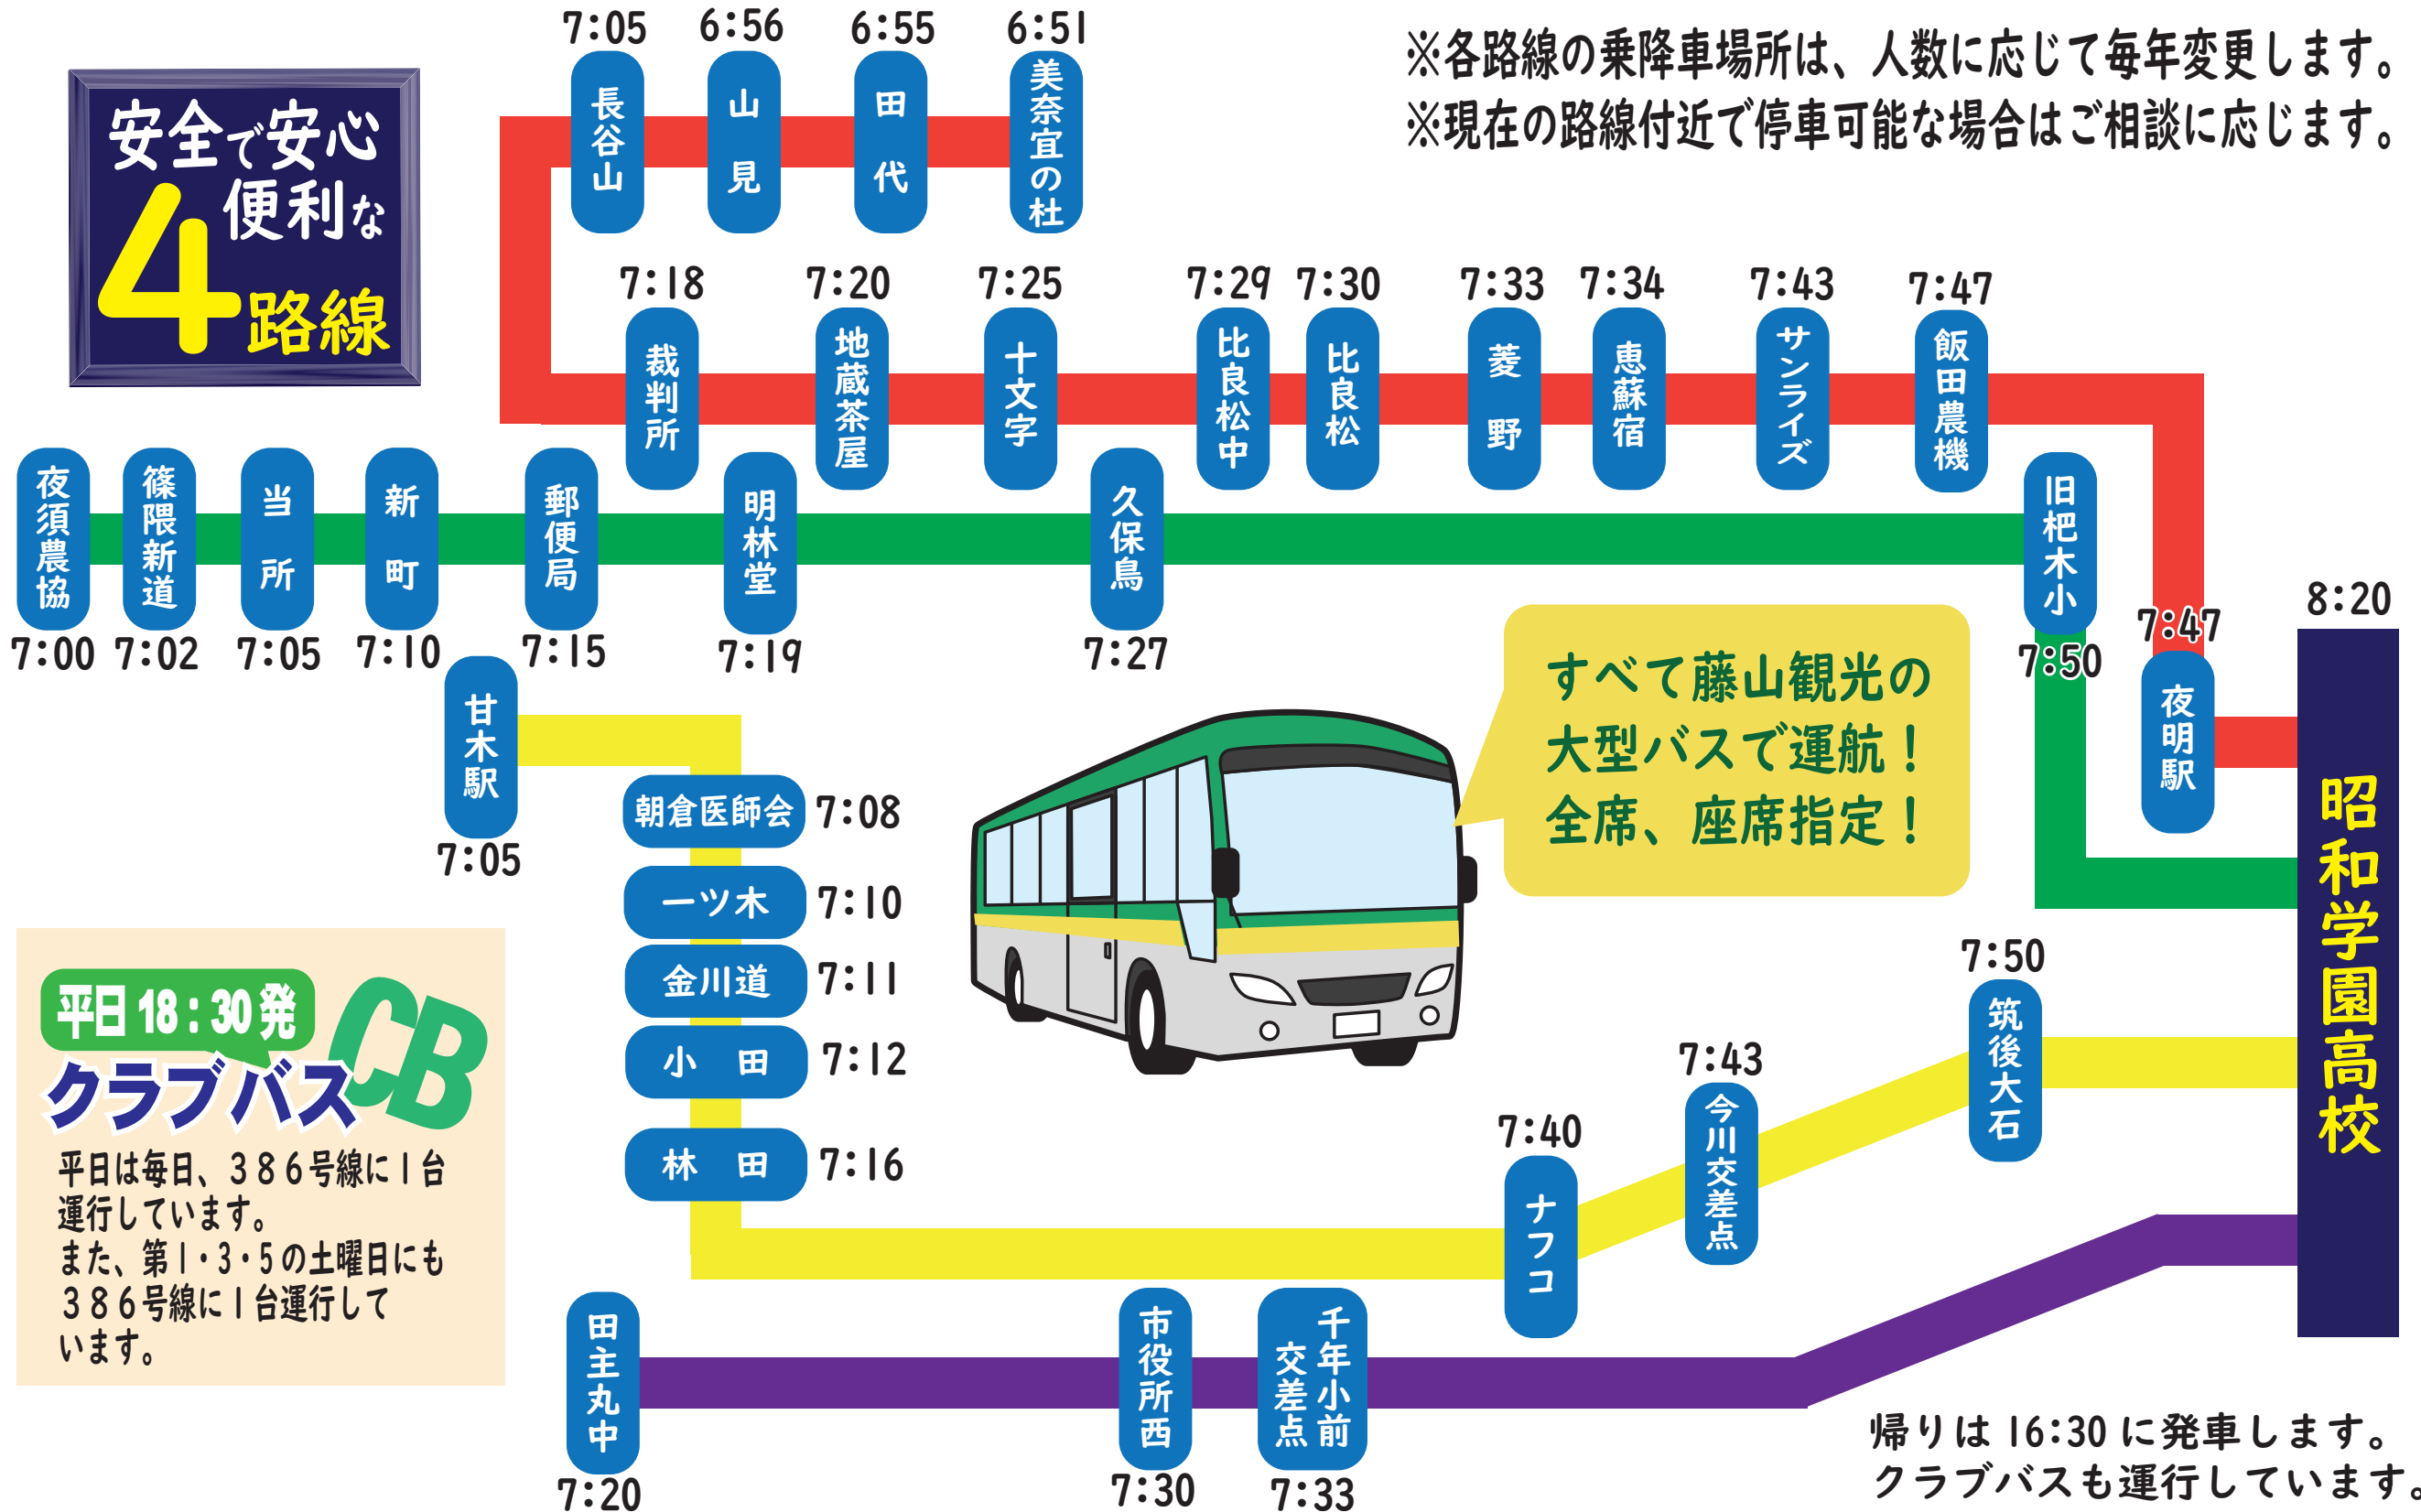 ※各路線の乗降車場所は、人数に応じて毎年変更します。
※現在の路線付近で停車可能な場合はご相談に応じます。
安全で安心
便利な
4路線
7:05
長谷山
6:56
山見
6:55
田代
6:51
美奈宜の杜
7:18
裁判所
7:20
地蔵茶屋
7:25
十文字
7:29
比良松中
7:30
比良松
7:33
菱野
7:34
恵蘇宿
7:43
サンライズ
7:47
飯田農機
7:47
夜明駅
夜須農協
7:00
篠隈新道
7:02
当所
7:05
新町
7:10
郵便局
7:15
明林堂
7:19
久保鳥
7:27
旧杷木小
7:50
8:20
昭和学園高校
甘木駅
7:05
朝倉医師会 7:08
一ツ木 7:10
金川道 7:11
小田 7:12
林田 7:16
7:40
ナフコ
7:43
今川交差点
7:50
筑後大石
すべて藤山観光の
大型バスで運航！
全席、座席指定！
平日18：30発
クラブバス
CB
平日は毎日、386号線に1台
運行しています。
また、第1・3・5の土曜日にも
386号線に1台運行して
います。
田主丸中
7:20
市役所西
7:30
千年小前
交差点
7:33
帰りは16:30に発車します。
クラブバスも運行しています。